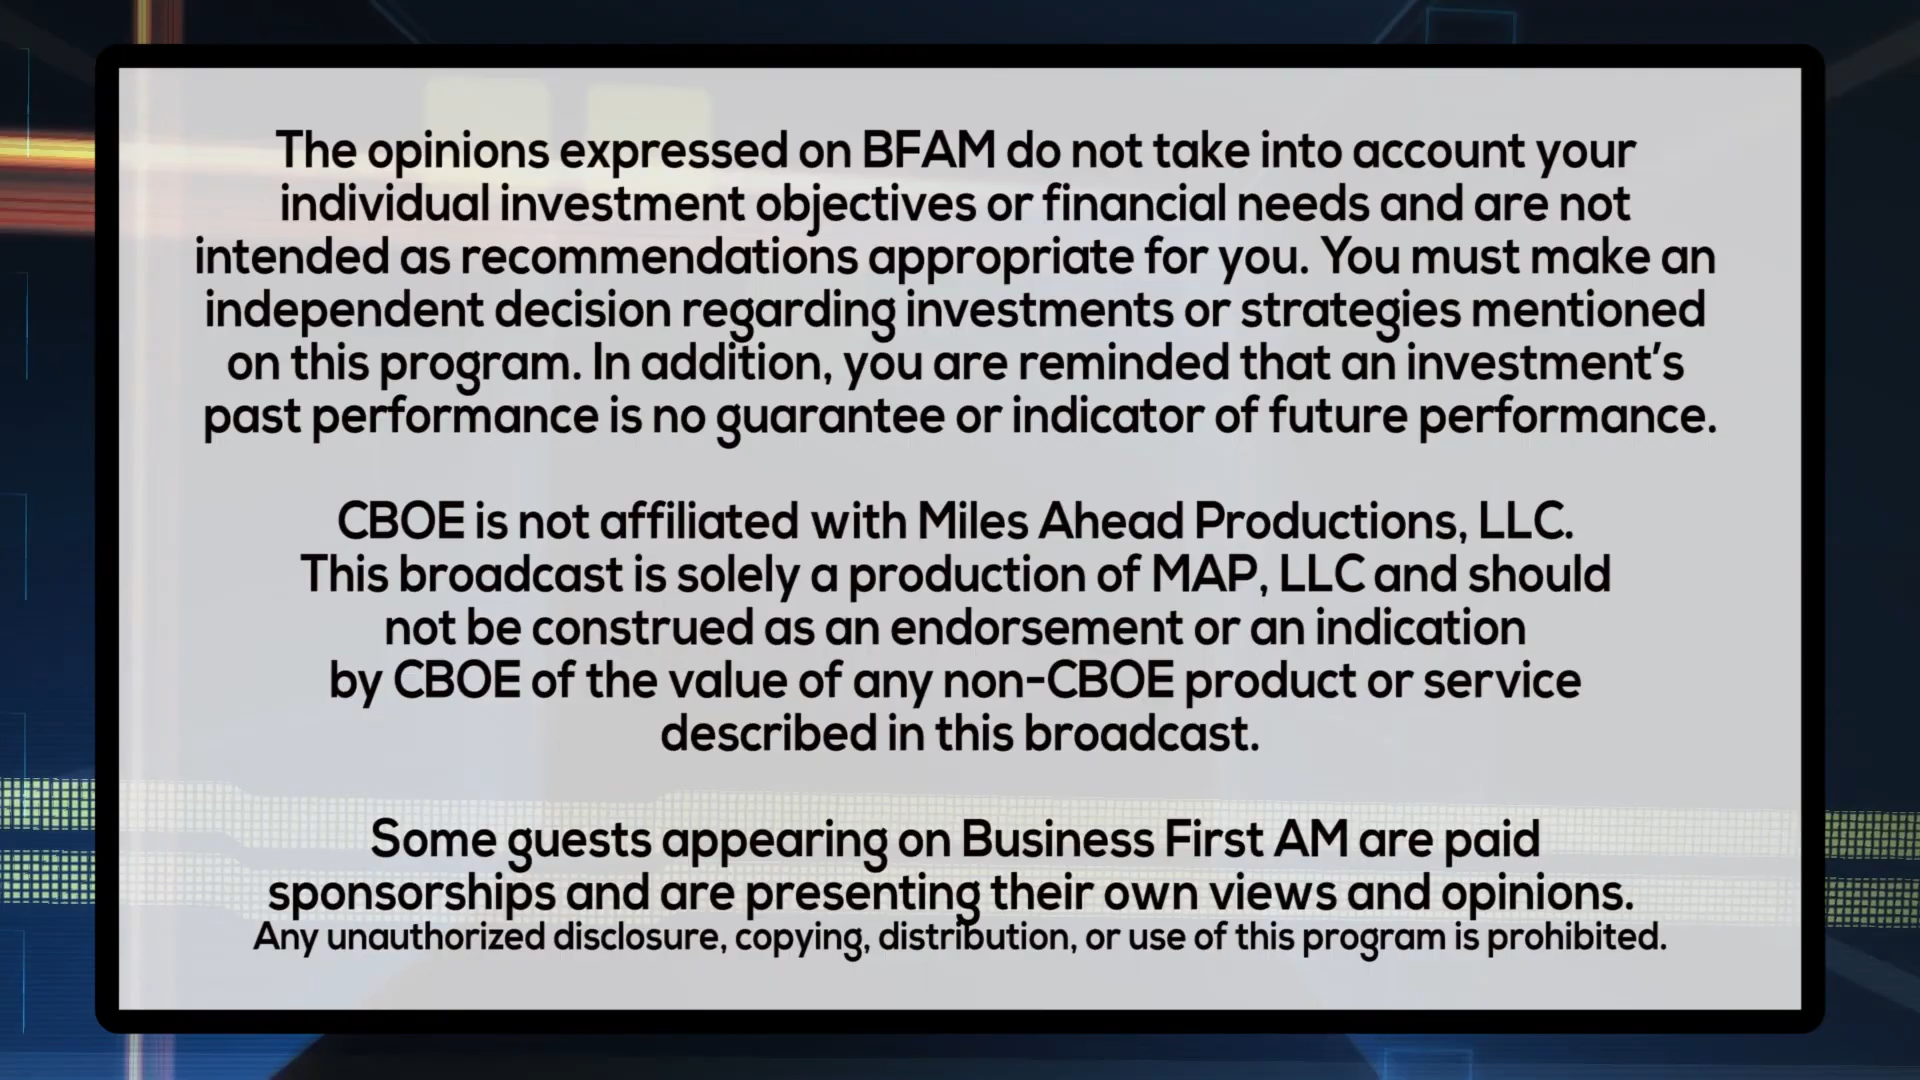 The opinions expressed on BFAM do not take into account your
individual investment objectives or financial needs and are not
intended as recommendations appropriate for you. You must make an
independent decision regarding investments or strategies mentioned
on this program. In addition, you are reminded that an investment’s
past performance is no guarantee or indicator of future performance.
CBOE is not affiliated with Miles Ahead Productions, LLC.
This broadcast is solely a production of MAP, LLC and should
not be construed as an endorsement or an indication
by CBOE of the value of any non-CBOE product or service
described in this broadcast.
Some guests appearing on Business First AM are paid
sponsorships and are presenting their own views and opinions.
Any unauthorized disclosure, copying, distribution, or use of this program is prohibited.